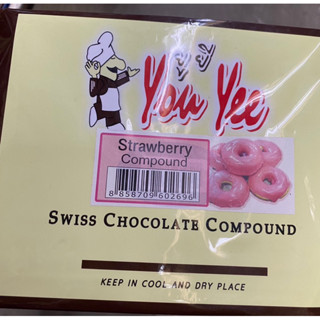 You Yee
Strawberry
Compound
8 858709 602696
SWISS CHOCOLATE COMPOUND
KEEP IN COOL AND DRY PLACE